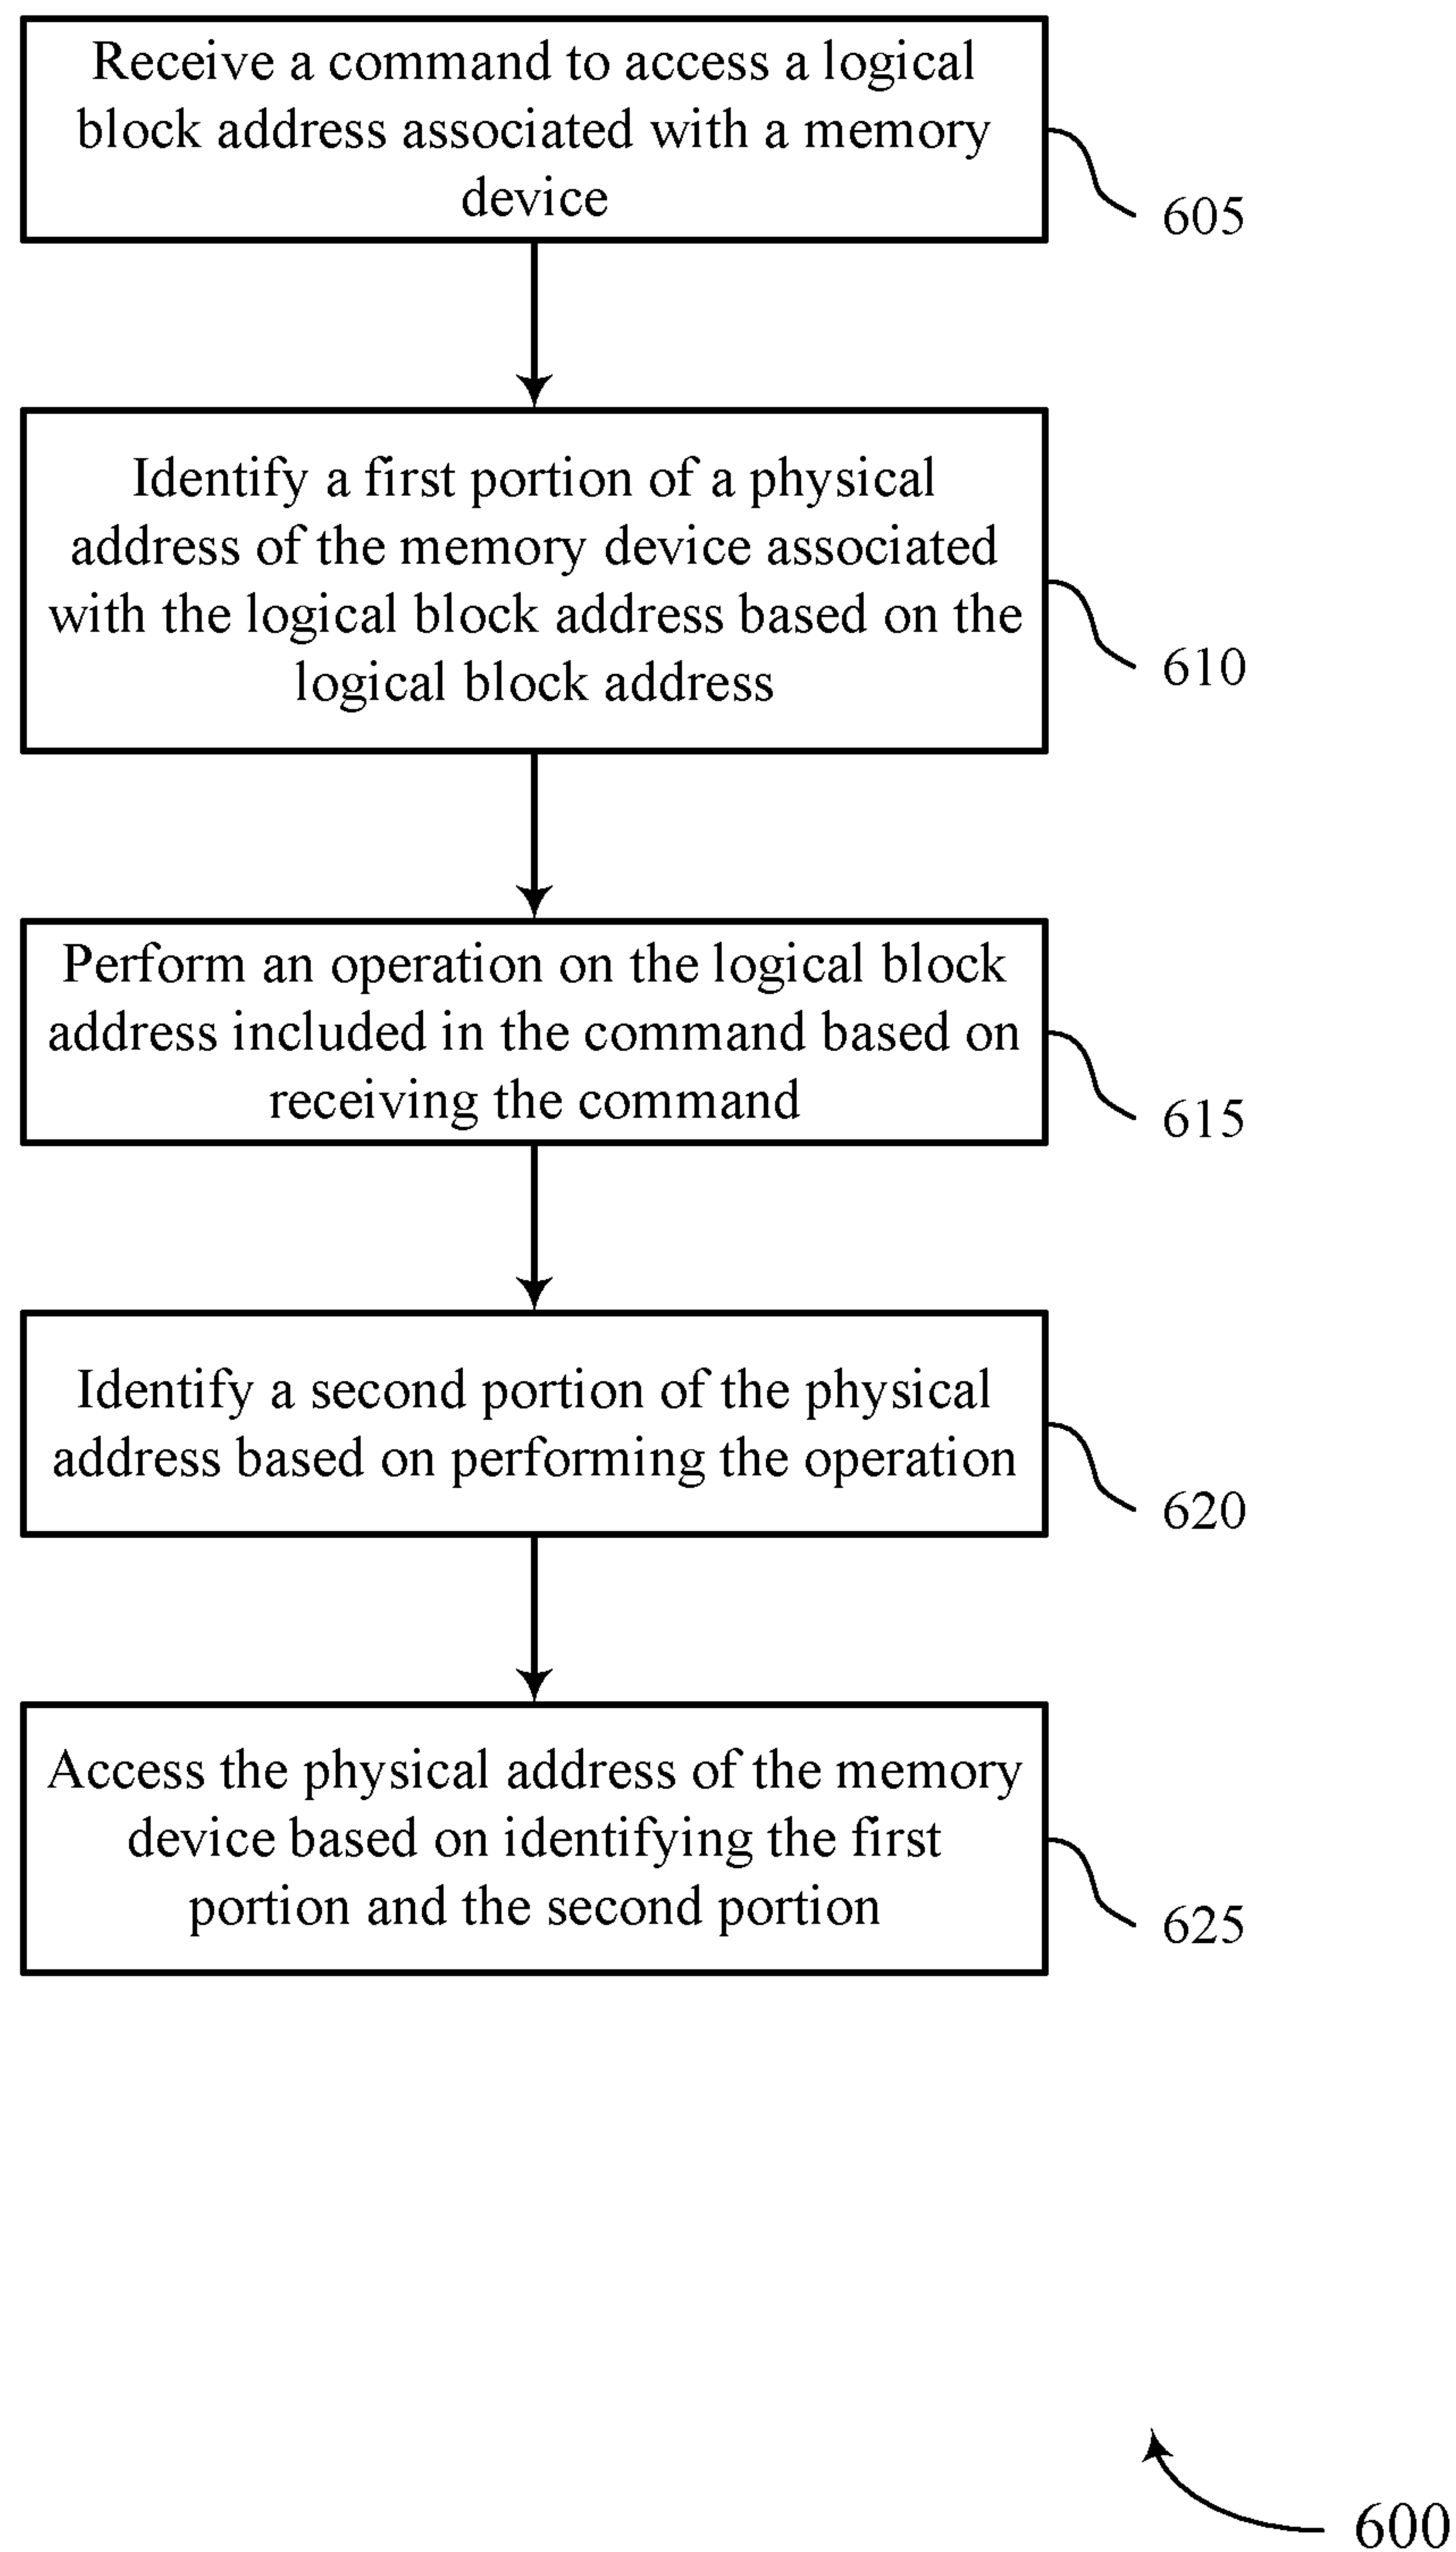 Receive a command to access a logical
block address associated with a memory
device
605
Identify a first portion of a physical
address of the memory device associated
with the logical block address based on the
logical block address
610
Perform an operation on the logical block
address included in the command based on
receiving the command
615
Identify a second portion of the physical
address based on performing the operation
620
Access the physical address of the memory
device based on identifying the first
portion and the second portion
625
600